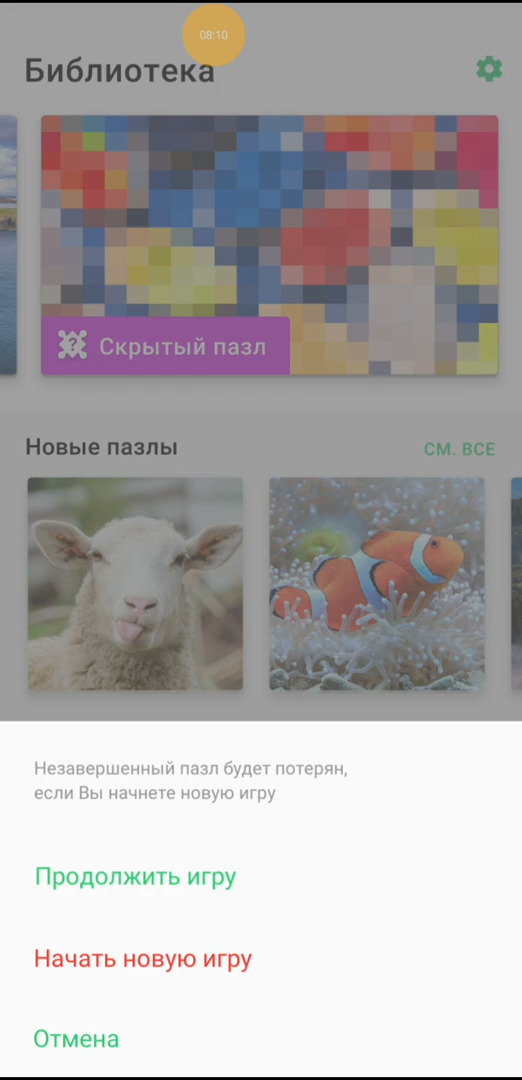 08:10
Библиотека
Скрытый пазл
Новые пазлы
СМ. ВСЕ
Незавершенный пазл будет потерян,
если Вы начнете новую игру
Продолжить игру
Начать новую игру
Отмена